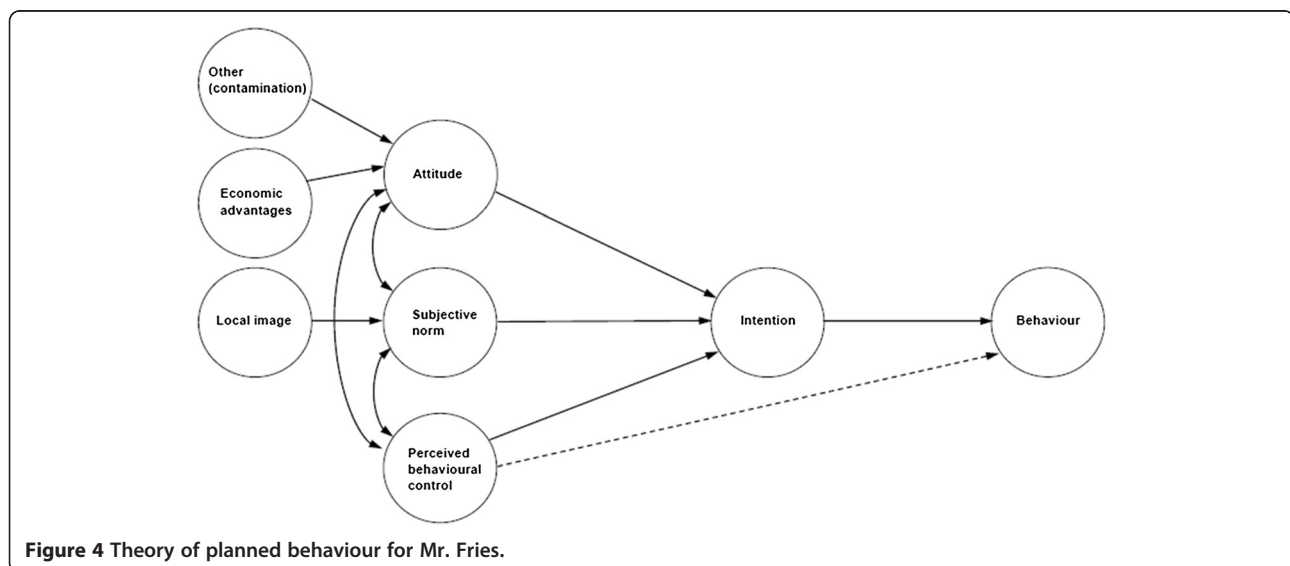 Other
(contamination)
Economic
advantages
Local image
Attitude
Subjective
norm
Perceived
behavioural
control
Intention
Behaviour
Figure 4 Theory of planned behaviour for Mr. Fries.